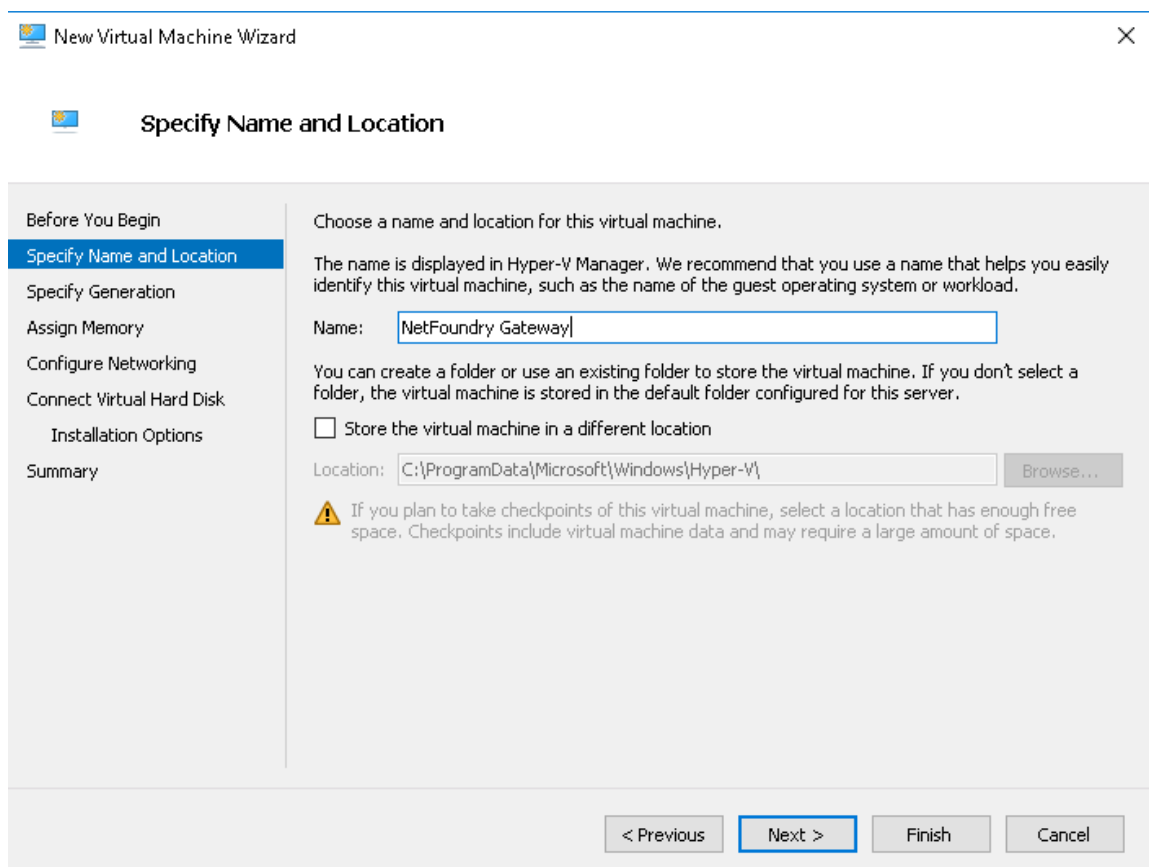 New Virtual Machine Wizard
Specify Name and Location
Before You Begin
Specify Name and Location
Specify Generation
Assign Memory
Configure Networking
Connect Virtual Hard Disk
Installation Options
Summary
Choose a name and location for this virtual machine.
The name is displayed in Hyper-V Manager. We recommend that you use a name that helps you easily
identify this virtual machine, such as the name of the guest operating system or workload.
Name: NetFoundry Gateway
You can create a folder or use an existing folder to store the virtual machine. If you don't select a
folder, the virtual machine is stored in the default folder configured for this server.
Store the virtual machine in a different location
Location: C:\ProgramData\Microsoft\Windows\Hyper-V\ Browse...
If you plan to take checkpoints of this virtual machine, select a location that has enough free
space. Checkpoints include virtual machine data and may require a large amount of space.
< Previous Next > Finish Cancel